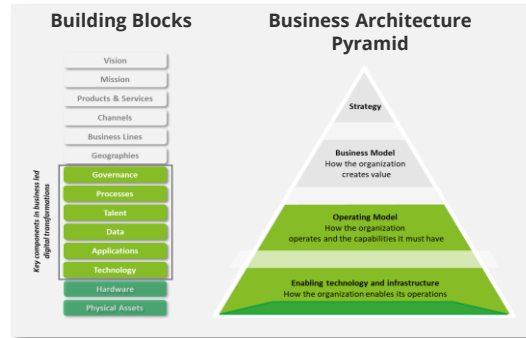 Building Blocks
Vision
Mission
Products & Services
Channels
Business Lines
Geographies
Governance
Processes
Talent
Data
Applications
Technology
Hardware
Physical Assets
Key components in business led
digital transformations
Business Architecture
Pyramid
Strategy
Business Model
How the organization
creates value
Operating Model
How the organization
operates and the capabilities it must have
Enabling technology and infrastructure
How the organization enables its operations